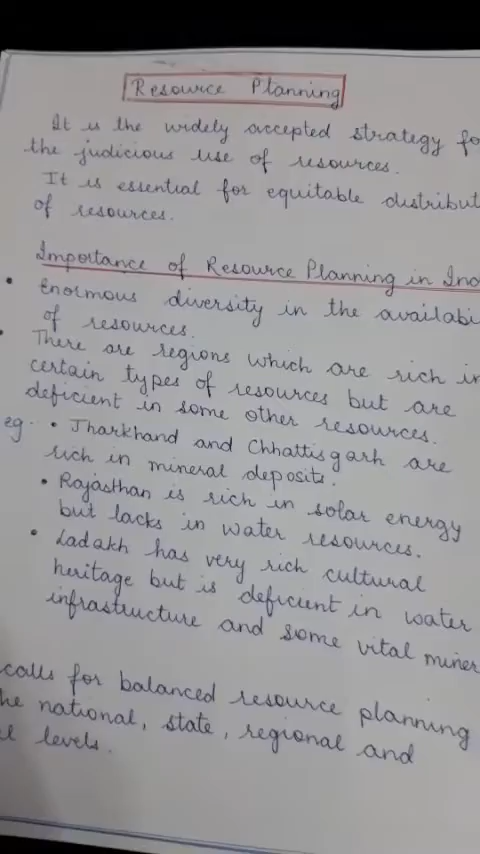 Resource Planning
It is the widely accepted strategy fo
the judicious use of resources.
It is essential for equitable distribut
of resources.
Importance of Resource Planning in Ind
• Enormous diversity in the availabi
of resources.
• There are regions which are rich in
certain types of resources but are
deficient in some other resources.
eg. • Jharkhand and Chhattisgarh are
rich in mineral deposits.
• Rajasthan is rich in solar energy
but lacks in water resources.
• Ladakh has very rich cultural
heritage but is deficient in water
infrastructure and some vital miner
calls for balanced resource planning
he national, state, regional and
l levels.